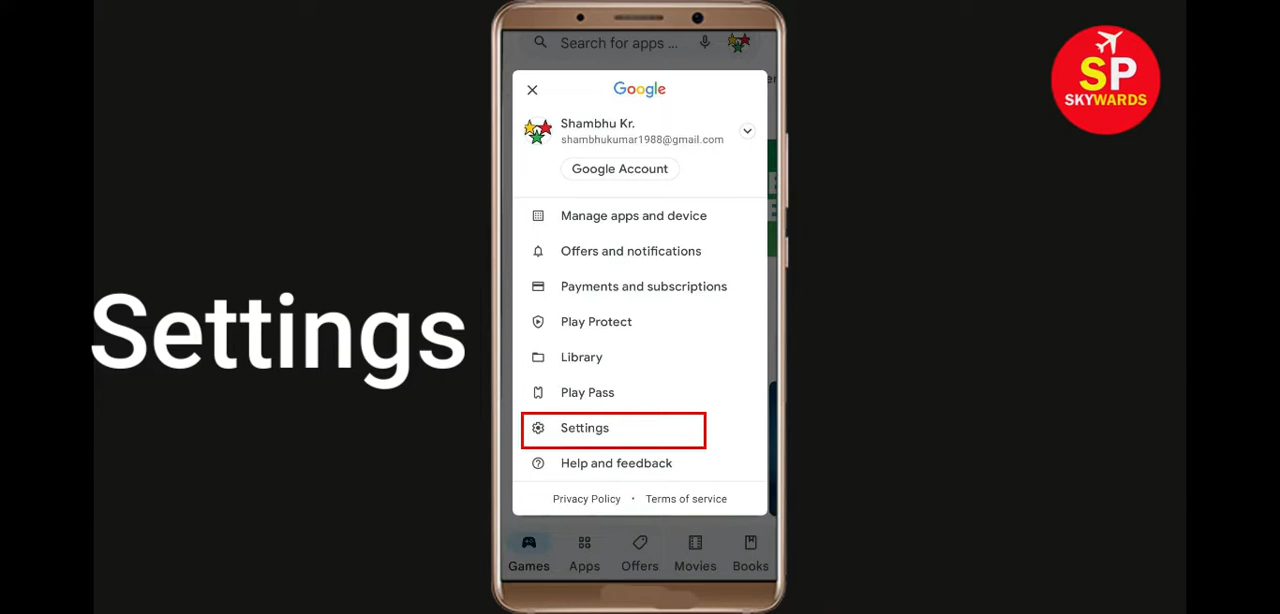 Search for apps ...
SP
SKYWARDS
Google
Shambhu Kr.
shambhukumar1988@gmail.com
Google Account
Manage apps and device
Offers and notifications
Payments and subscriptions
Play Protect
Library
Play Pass
Settings
Settings
Help and feedback
Privacy Policy • Terms of service
Games Apps Offers Movies Books